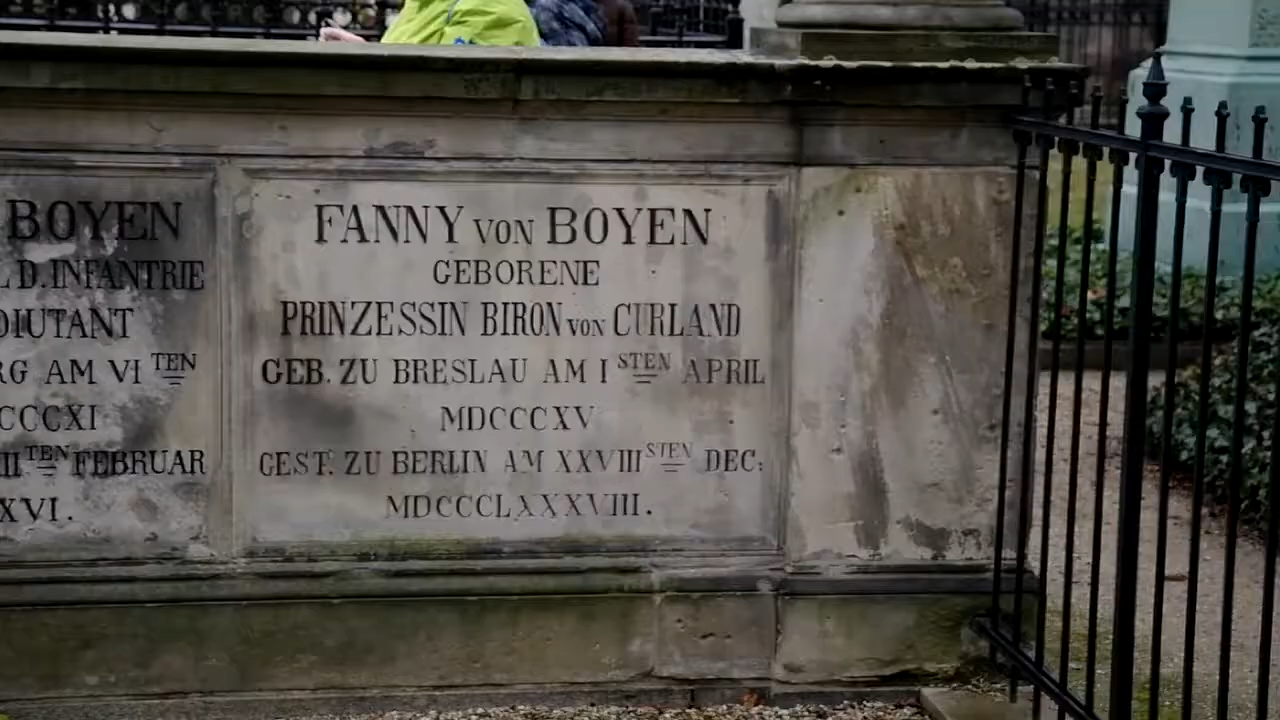 BOYEN
L D. INFANTRIE
DIUTANT
RG AM VI TEN
CCCXI
III TEN FEBRUAR
XVI.
FANNY VON BOYEN
GEBORENE
PRINZESSIN BIRON VON CURLAND
GEB. ZU BRESLAU AM I STEN APRIL
MDCCCXV
GEST. ZU BERLIN AM XXVIII STEN DEC:
MDCCCLXXXVIII.